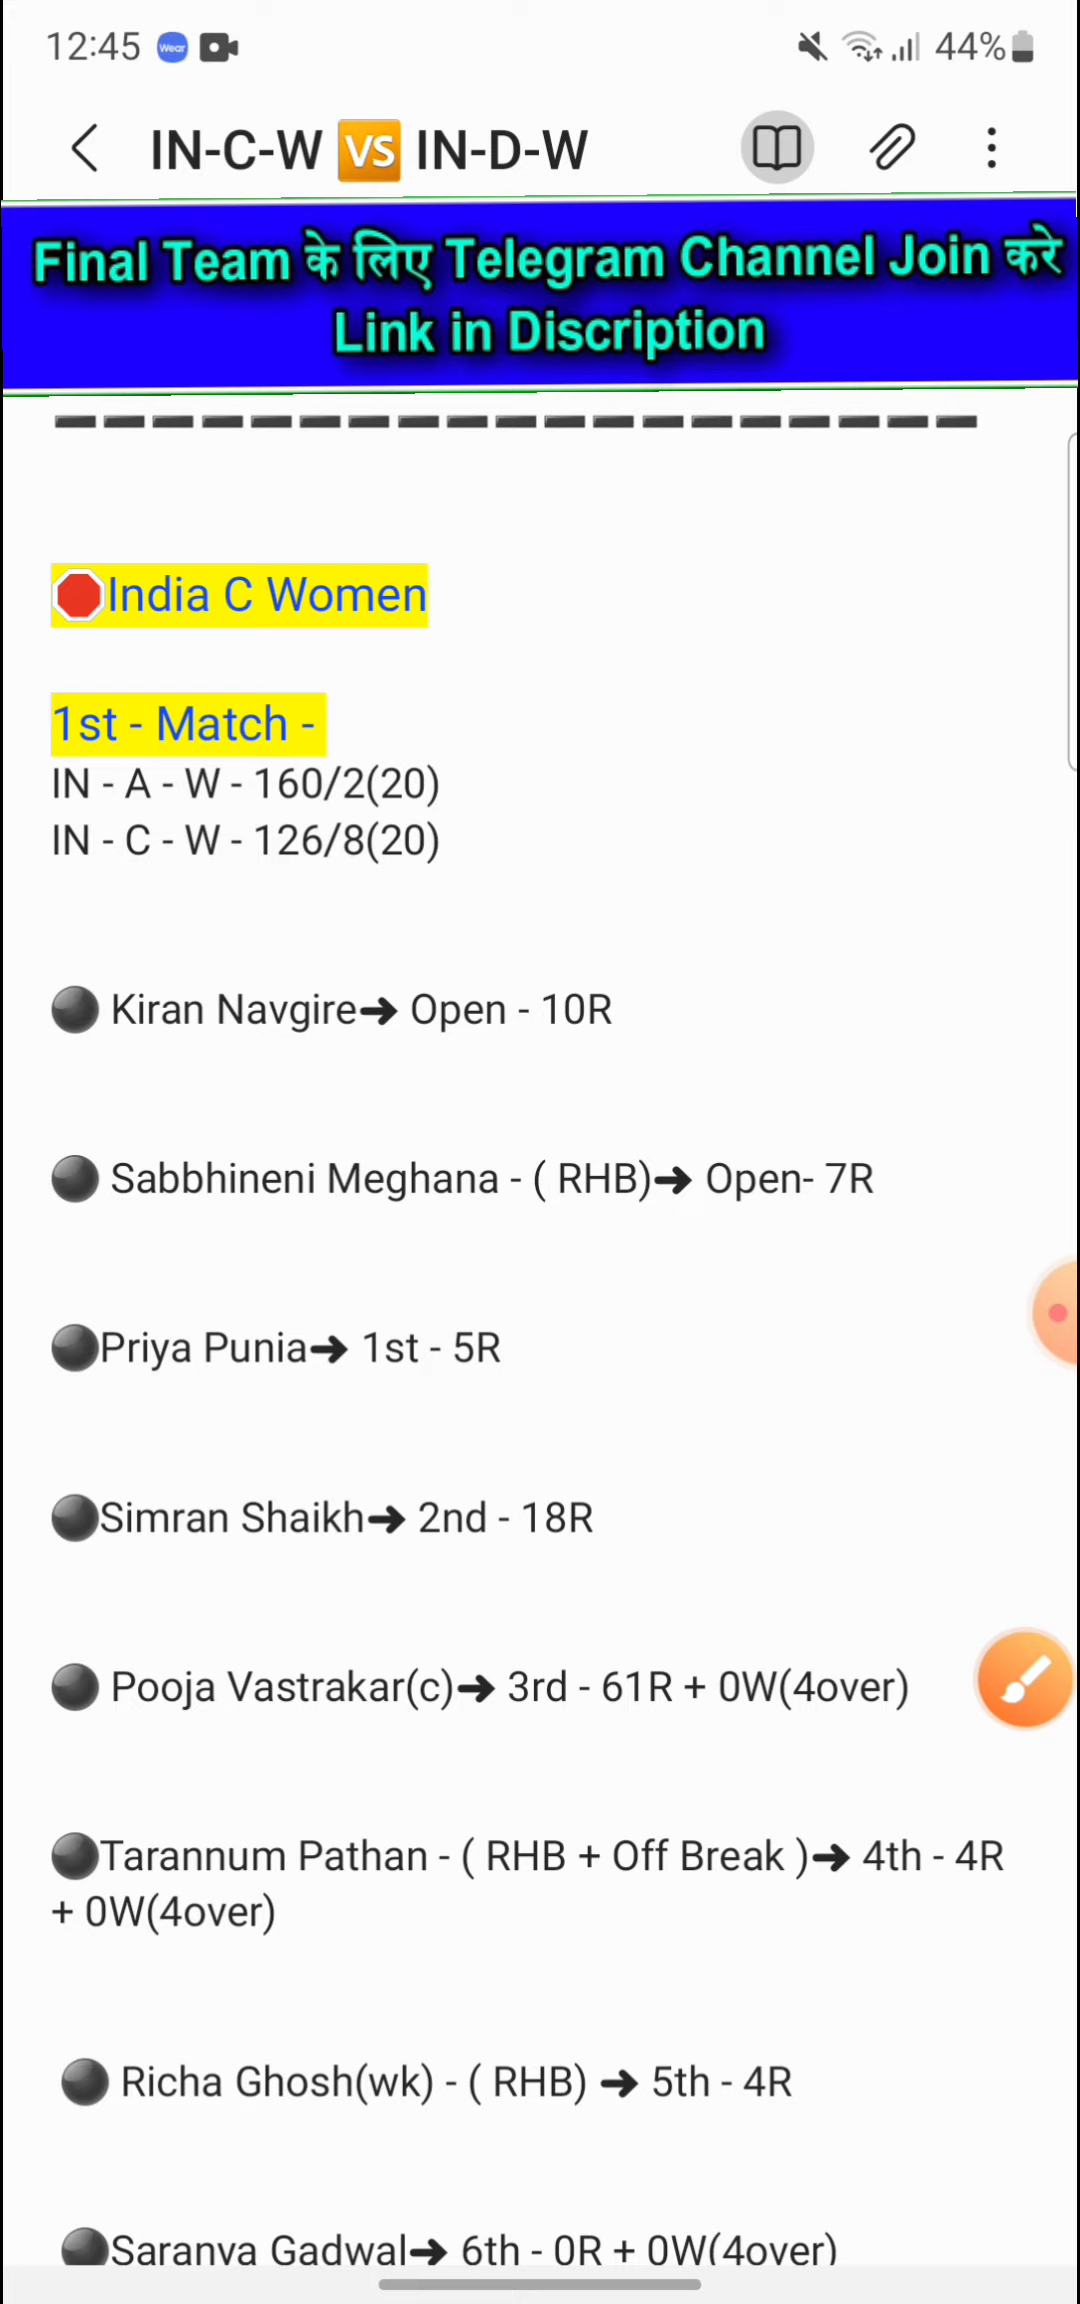 12:45 Wear 44%
IN-C-W VS IN-D-W
Final Team के लिए Telegram Channel Join करे
Link in Discription
India C Women
1st - Match -
IN - A - W - 160/2(20)
IN - C - W - 126/8(20)
Kiran Navgire➔ Open - 10R
Sabbhineni Meghana - ( RHB)➔ Open- 7R
Priya Punia➔ 1st - 5R
Simran Shaikh➔ 2nd - 18R
Pooja Vastrakar(c)➔ 3rd - 61R + 0W(4over)
Tarannum Pathan - ( RHB + Off Break )➔ 4th - 4R
+ 0W(4over)
Richa Ghosh(wk) - ( RHB) ➔ 5th - 4R
Saranya Gadwal➔ 6th - 0R + 0W(4over)